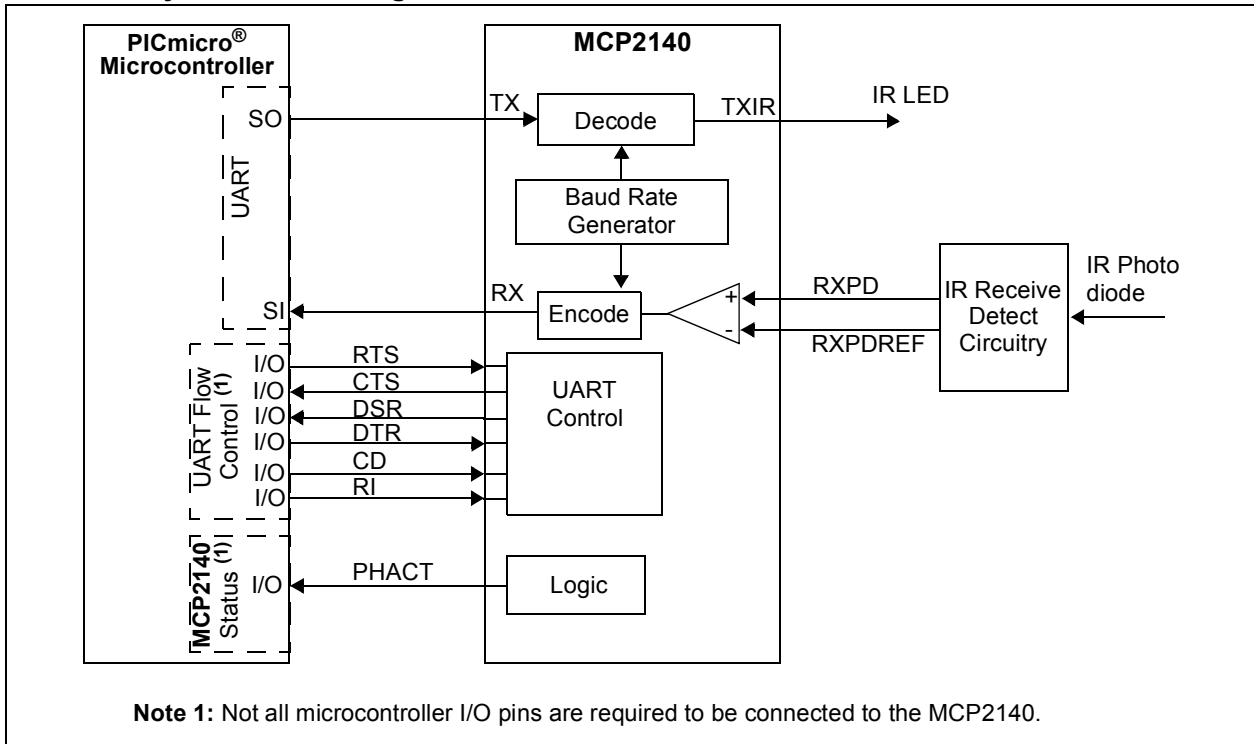 PICmicro®
Microcontroller
MCP2140
SO
TX
Decode
TXIR
IR LED
UART
Baud Rate
Generator
SI
RX
Encode
+
-
RXPD
RXPDREF
IR Receive
Detect
Circuitry
IR Photo
diode
UART Flow
Control (1)
I/O
RTS
I/O
CTS
I/O
DSR
I/O
DTR
I/O
CD
I/O
RI
UART
Control
MCP2140
Status (1)
I/O
PHACT
Logic
Note 1: Not all microcontroller I/O pins are required to be connected to the MCP2140.